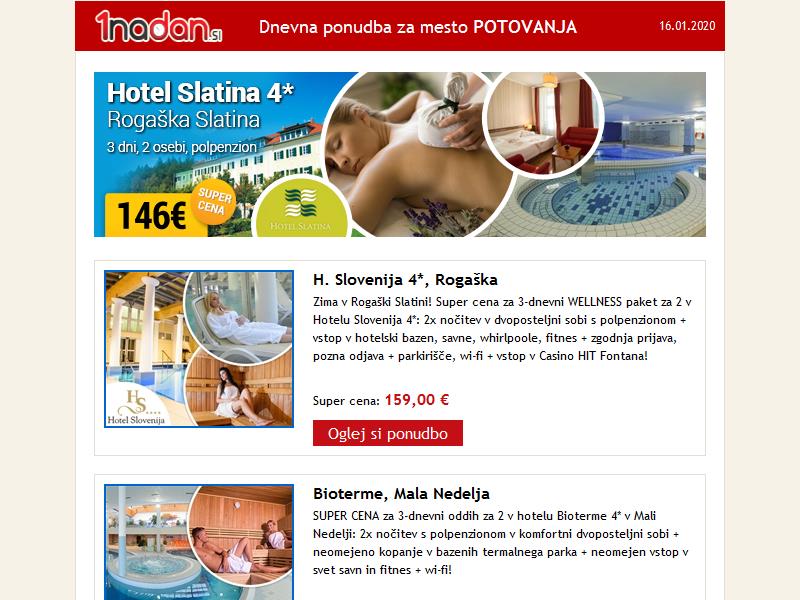 1nadan.si
Dnevna ponudba za mesto POTOVANJA
16.01.2020
Hotel Slatina 4*
Rogaška Slatina
3 dni, 2 osebi, polpenzion
146€
SUPER
CENA
HOTEL SLATINA
H. Slovenija 4*, Rogaška
Zima v Rogaški Slatini! Super cena za 3-dnevni WELLNESS paket za 2 v
Hotelu Slovenija 4*: 2x nočitev v dvoposteljni sobi s polpenzionom +
vstop v hotelski bazen, savne, whirlpoole, fitnes + zgodnja prijava,
pozna odjava + parkirišče, wi-fi + vstop v Casino HIT Fontana!
HS
Hotel Slovenija
Super cena: 159,00 €
Oglej si ponudbo
Bioterme, Mala Nedelja
SUPER CENA za 3-dnevni oddih za 2 v hotelu Bioterme 4* v Mali
Nedelji: 2x nočitev s polpenzionom v komfortni dvoposteljni sobi +
neomejeno kopanje v bazenih termalnega parka + neomejen vstop v
svet savn in fitnes + wi-fi!